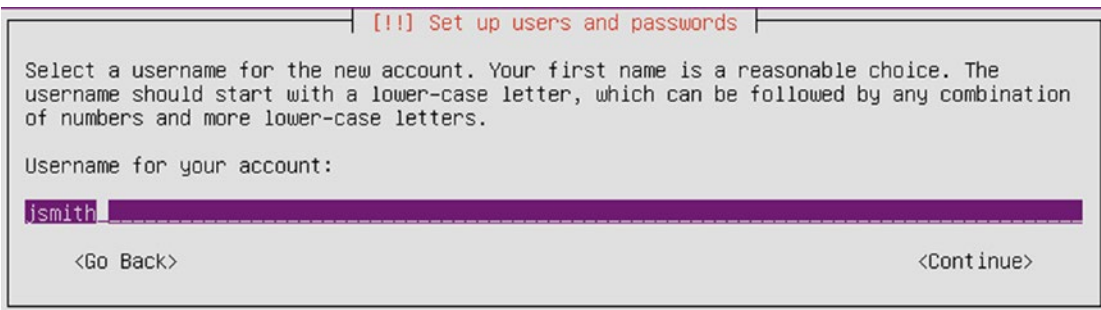 [!!] Set up users and passwords
Select a username for the new account. Your first name is a reasonable choice. The
username should start with a lower-case letter, which can be followed by any combination
of numbers and more lower-case letters.
Username for your account:
jsmith
<Go Back> <Continue>